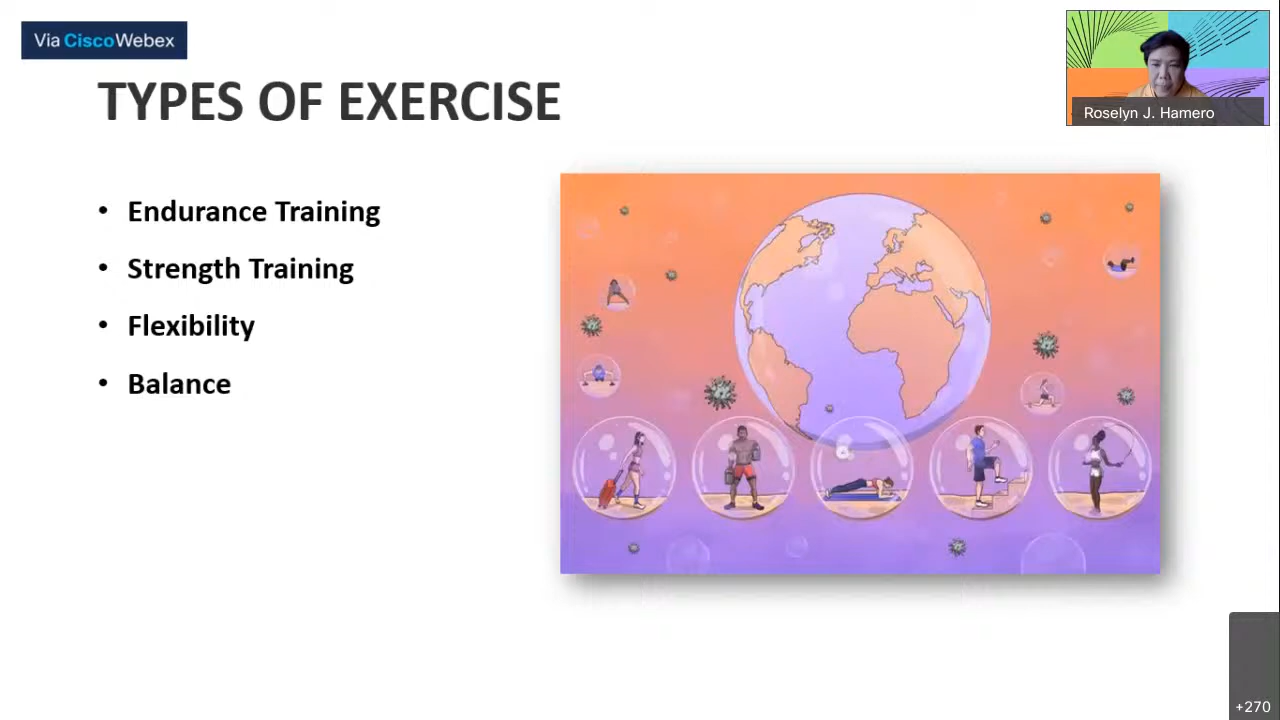 Via CiscoWebex
Roselyn J. Hamero
TYPES OF EXERCISE
• Endurance Training
• Strength Training
• Flexibility
• Balance
+270